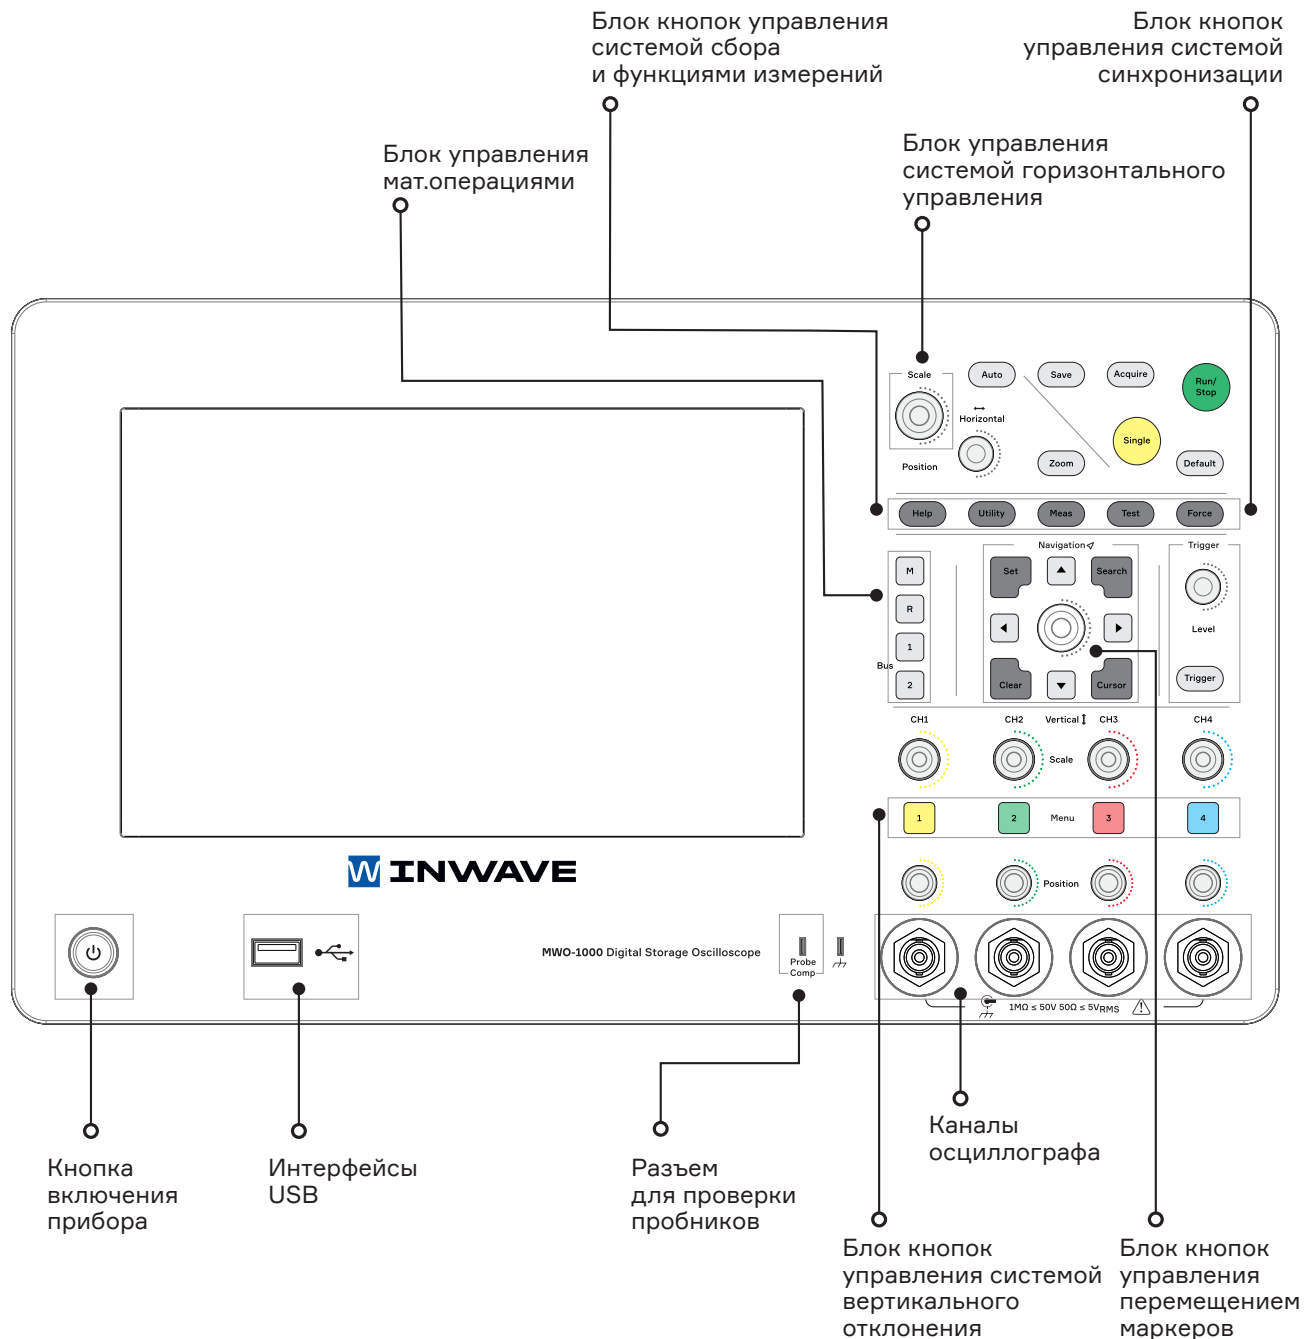 Блок кнопок управления
системой сбора
и функциями измерений
Блок кнопок
управления системой
синхронизации
Блок управления
системой горизонтального
управления
Блок управления
мат.операциями
Scale
Auto
Save
Acquire
Run/
Stop
Horizontal
Single
Position
Zoom
Default
Help
Utility
Meas
Test
Force
Navigation
Trigger
M
Set
Search
R
Level
1
Bus
2
Clear
Cursor
Trigger
CH1
CH2
Vertical
CH3
CH4
Scale
1
2
Menu
3
4
Position
W INWAVE
MWO-1000 Digital Storage Oscilloscope
Probe
Comp
1MΩ ≤ 50V 50Ω ≤ 5VRMS
Кнопка
включения
прибора
Интерфейсы
USB
Разъем
для проверки
пробников
Каналы
осциллографа
Блок кнопок
управления системой
вертикального
отклонения
Блок кнопок
управления
перемещением
маркеров